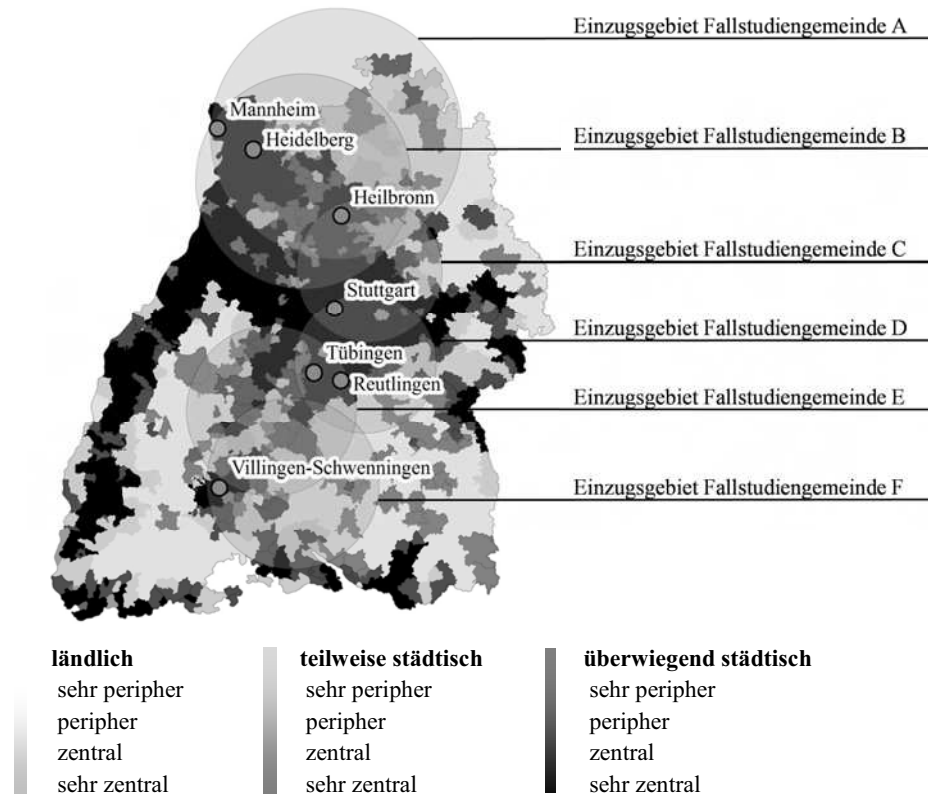 Einzugsgebiet Fallstudiengemeinde A
Mannheim
Einzugsgebiet Fallstudiengemeinde B
Heidelberg
Heilbronn
Einzugsgebiet Fallstudiengemeinde C
Stuttgart
Einzugsgebiet Fallstudiengemeinde D
Tübingen
Reutlingen
Einzugsgebiet Fallstudiengemeinde E
Villingen-Schwenningen
Einzugsgebiet Fallstudiengemeinde F
ländlich
sehr peripher
peripher
zentral
sehr zentral
teilweise städtisch
sehr peripher
peripher
zentral
sehr zentral
überwiegend städtisch
sehr peripher
peripher
zentral
sehr zentral